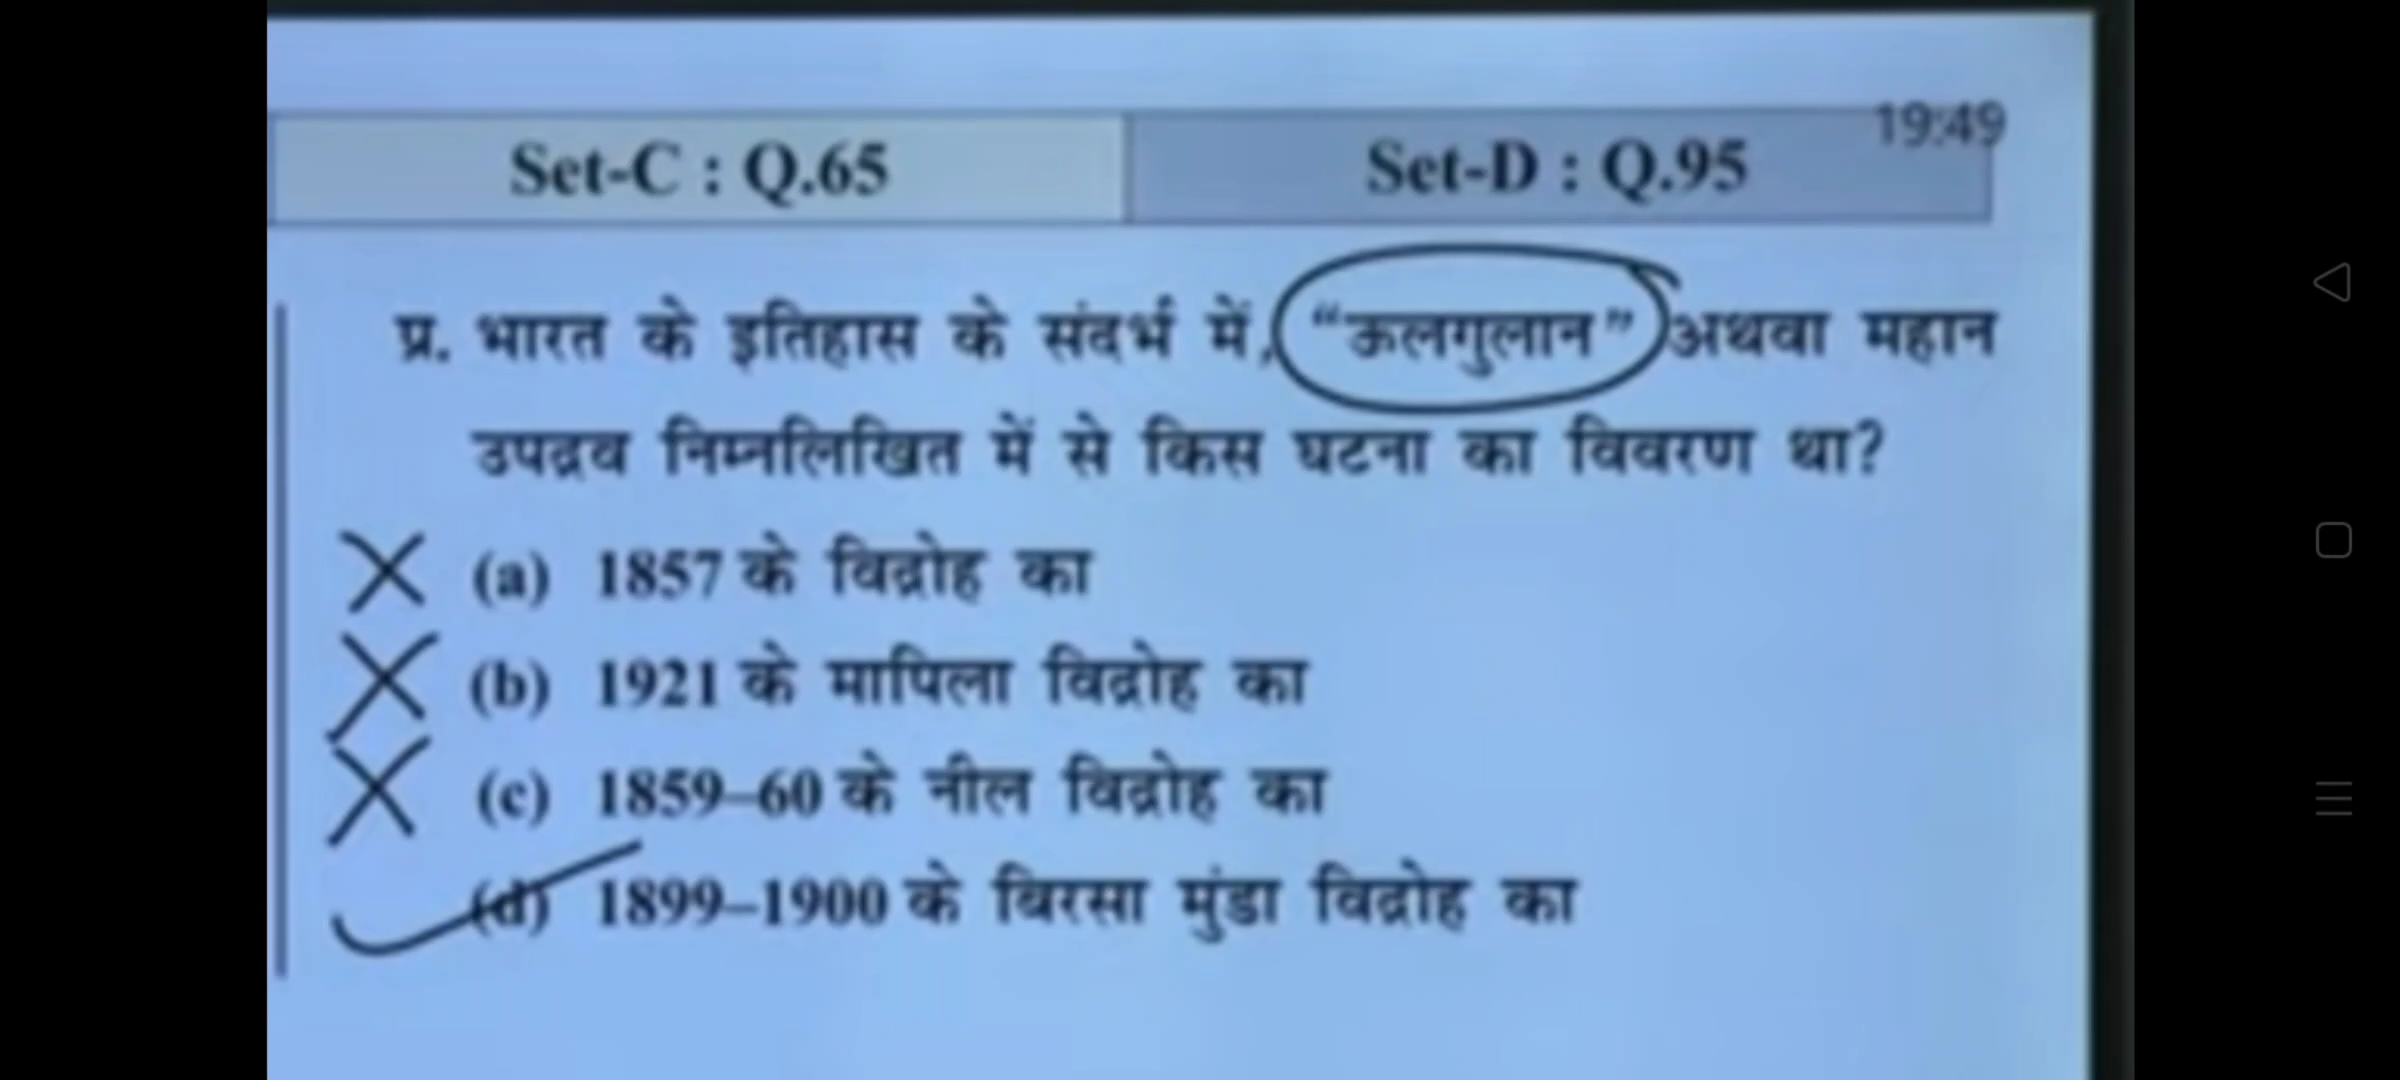 19:49
Set-C : Q.65 Set-D : Q.95
प्र. भारत के इतिहास के संदर्भ में, “ऊलगुलान” अथवा महान
उपद्रव निम्नलिखित में से किस घटना का विवरण था?
(a) 1857 के विद्रोह का
(b) 1921 के मापिला विद्रोह का
(c) 1859–60 के नील विद्रोह का
(d) 1899–1900 के बिरसा मुंडा विद्रोह का